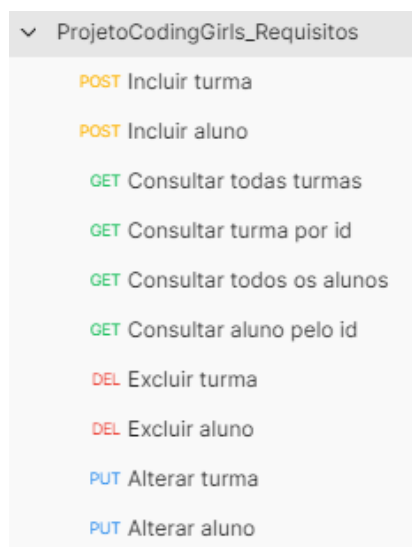 ProjetoCodingGirls_Requisitos
POST Incluir turma
POST Incluir aluno
GET Consultar todas turmas
GET Consultar turma por id
GET Consultar todos os alunos
GET Consultar aluno pelo id
DEL Excluir turma
DEL Excluir aluno
PUT Alterar turma
PUT Alterar aluno